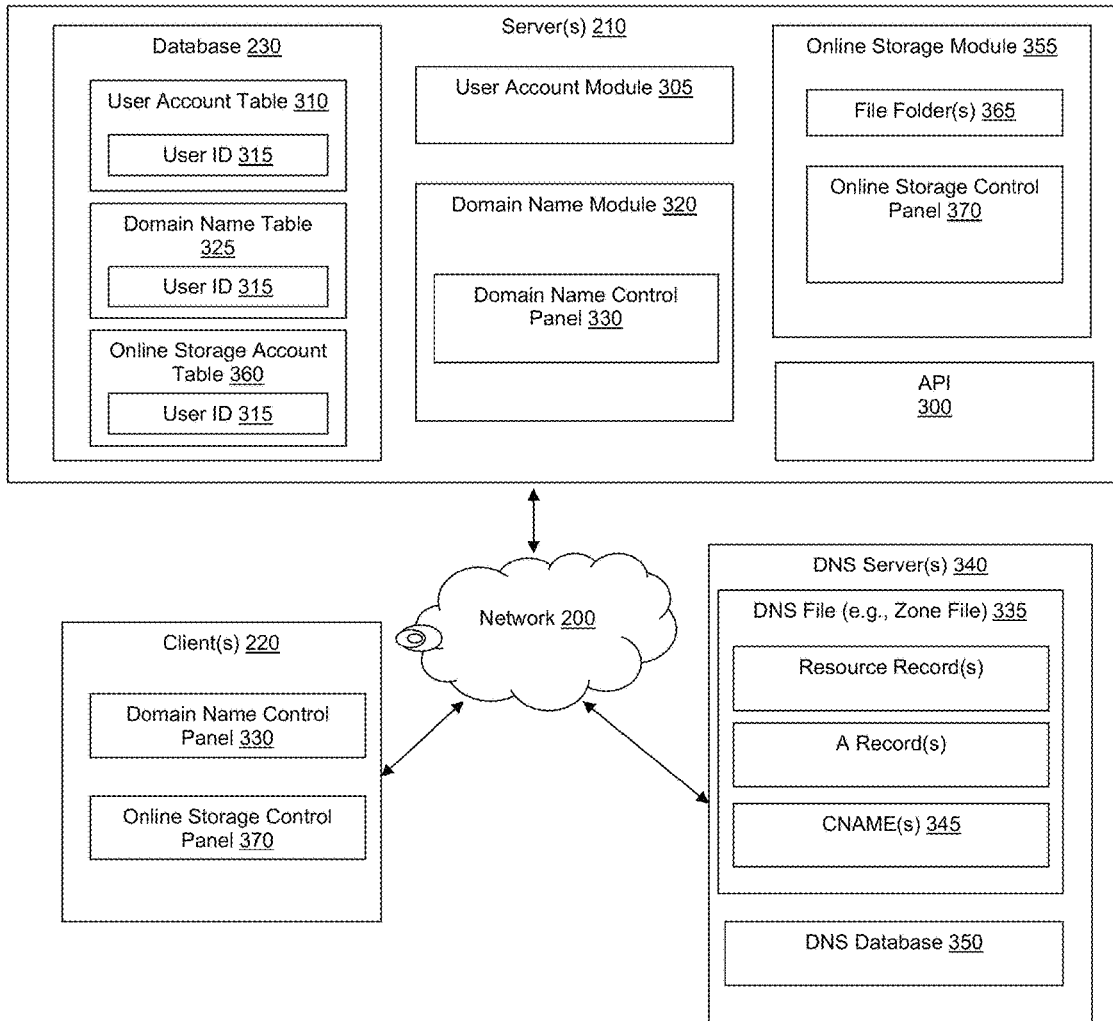 Server(s) 210
Database 230
User Account Table 310
User ID 315
Domain Name Table
325
User ID 315
Online Storage Account
Table 360
User ID 315
User Account Module 305
Domain Name Module 320
Domain Name Control
Panel 330
Online Storage Module 355
File Folder(s) 365
Online Storage Control
Panel 370
API
300
Network 200
Client(s) 220
Domain Name Control
Panel 330
Online Storage Control
Panel 370
DNS Server(s) 340
DNS File (e.g., Zone File) 335
Resource Record(s)
A Record(s)
CNAME(s) 345
DNS Database 350